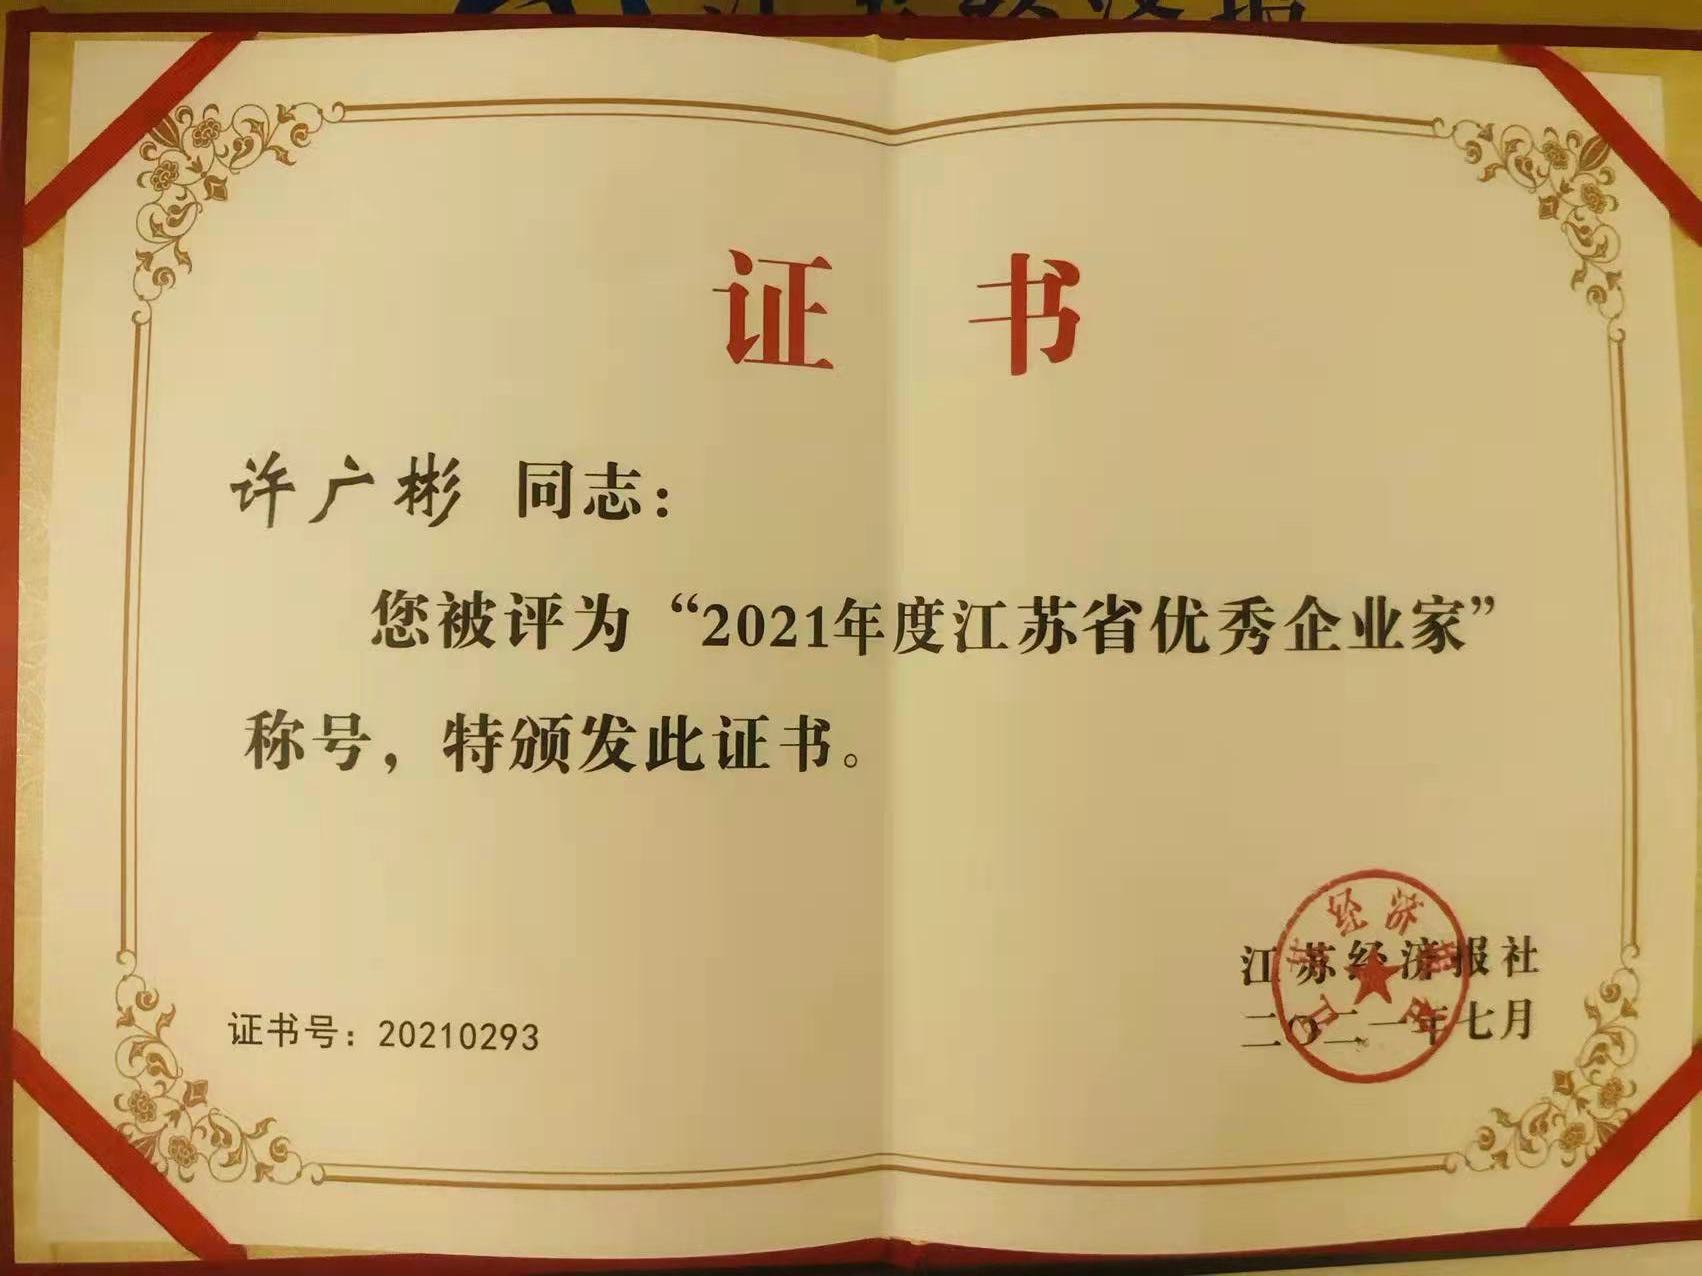 证书
许广彬 同志：
您被评为“2021年度江苏省优秀企业家”
称号，特颁发此证书。
江苏经济报社
二〇二一年七月
证书号：20210293